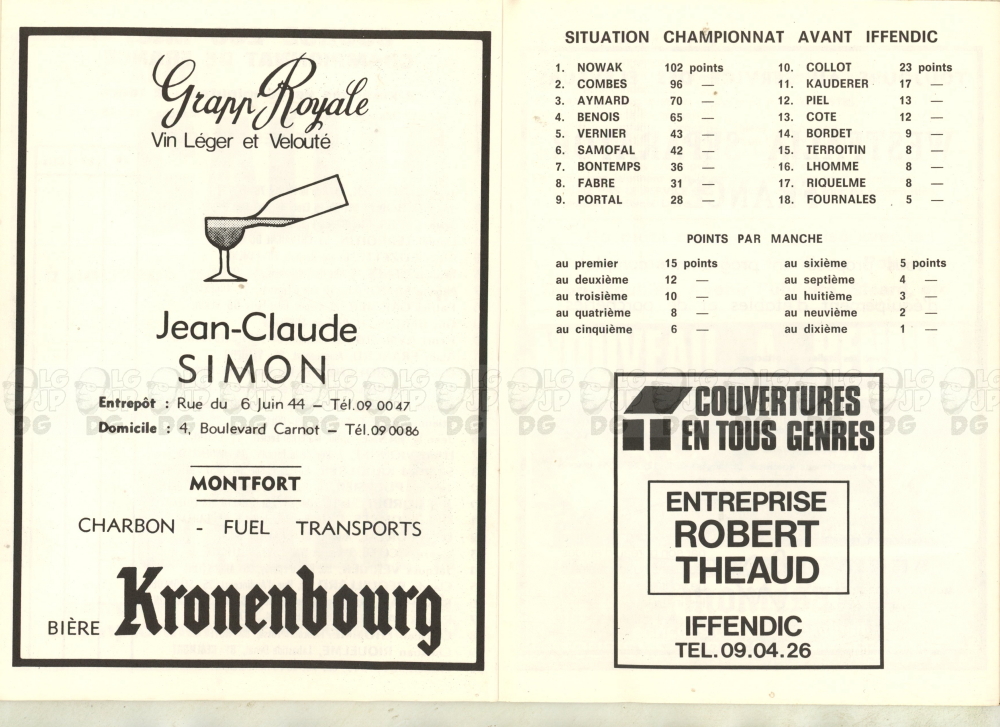 Grapp Royale
Vin Léger et Velouté
Jean-Claude
SIMON
Entrepôt : Rue du 6 Juin 44 – Tél. 09 00 47
Domicile : 4, Boulevard Carnot – Tél. 09 00 86
MONTFORT
CHARBON - FUEL TRANSPORTS
BIÈRE Kronenbourg
SITUATION CHAMPIONNAT AVANT IFFENDIC
1. NOWAK 102 points
2. COMBES 96 —
3. AYMARD 70 —
4. BENOIS 65 —
5. VERNIER 43 —
6. SAMOFAL 42 —
7. BONTEMPS 36 —
8. FABRE 31 —
9. PORTAL 28 —
10. COLLOT 23 points
11. KAUDERER 17 —
12. PIEL 13 —
13. COTE 12 —
14. BORDET 9 —
15. TERROITIN 8 —
16. LHOMME 8 —
17. RIQUELME 8 —
18. FOURNALES 5 —
POINTS PAR MANCHE
au premier 15 points
au deuxième 12 —
au troisième 10 —
au quatrième 8 —
au cinquième 6 —
au sixième 5 points
au septième 4 —
au huitième 3 —
au neuvième 2 —
au dixième 1 —
COUVERTURES
EN TOUS GENRES
ENTREPRISE
ROBERT
THEAUD
IFFENDIC
TEL. 09.04.26